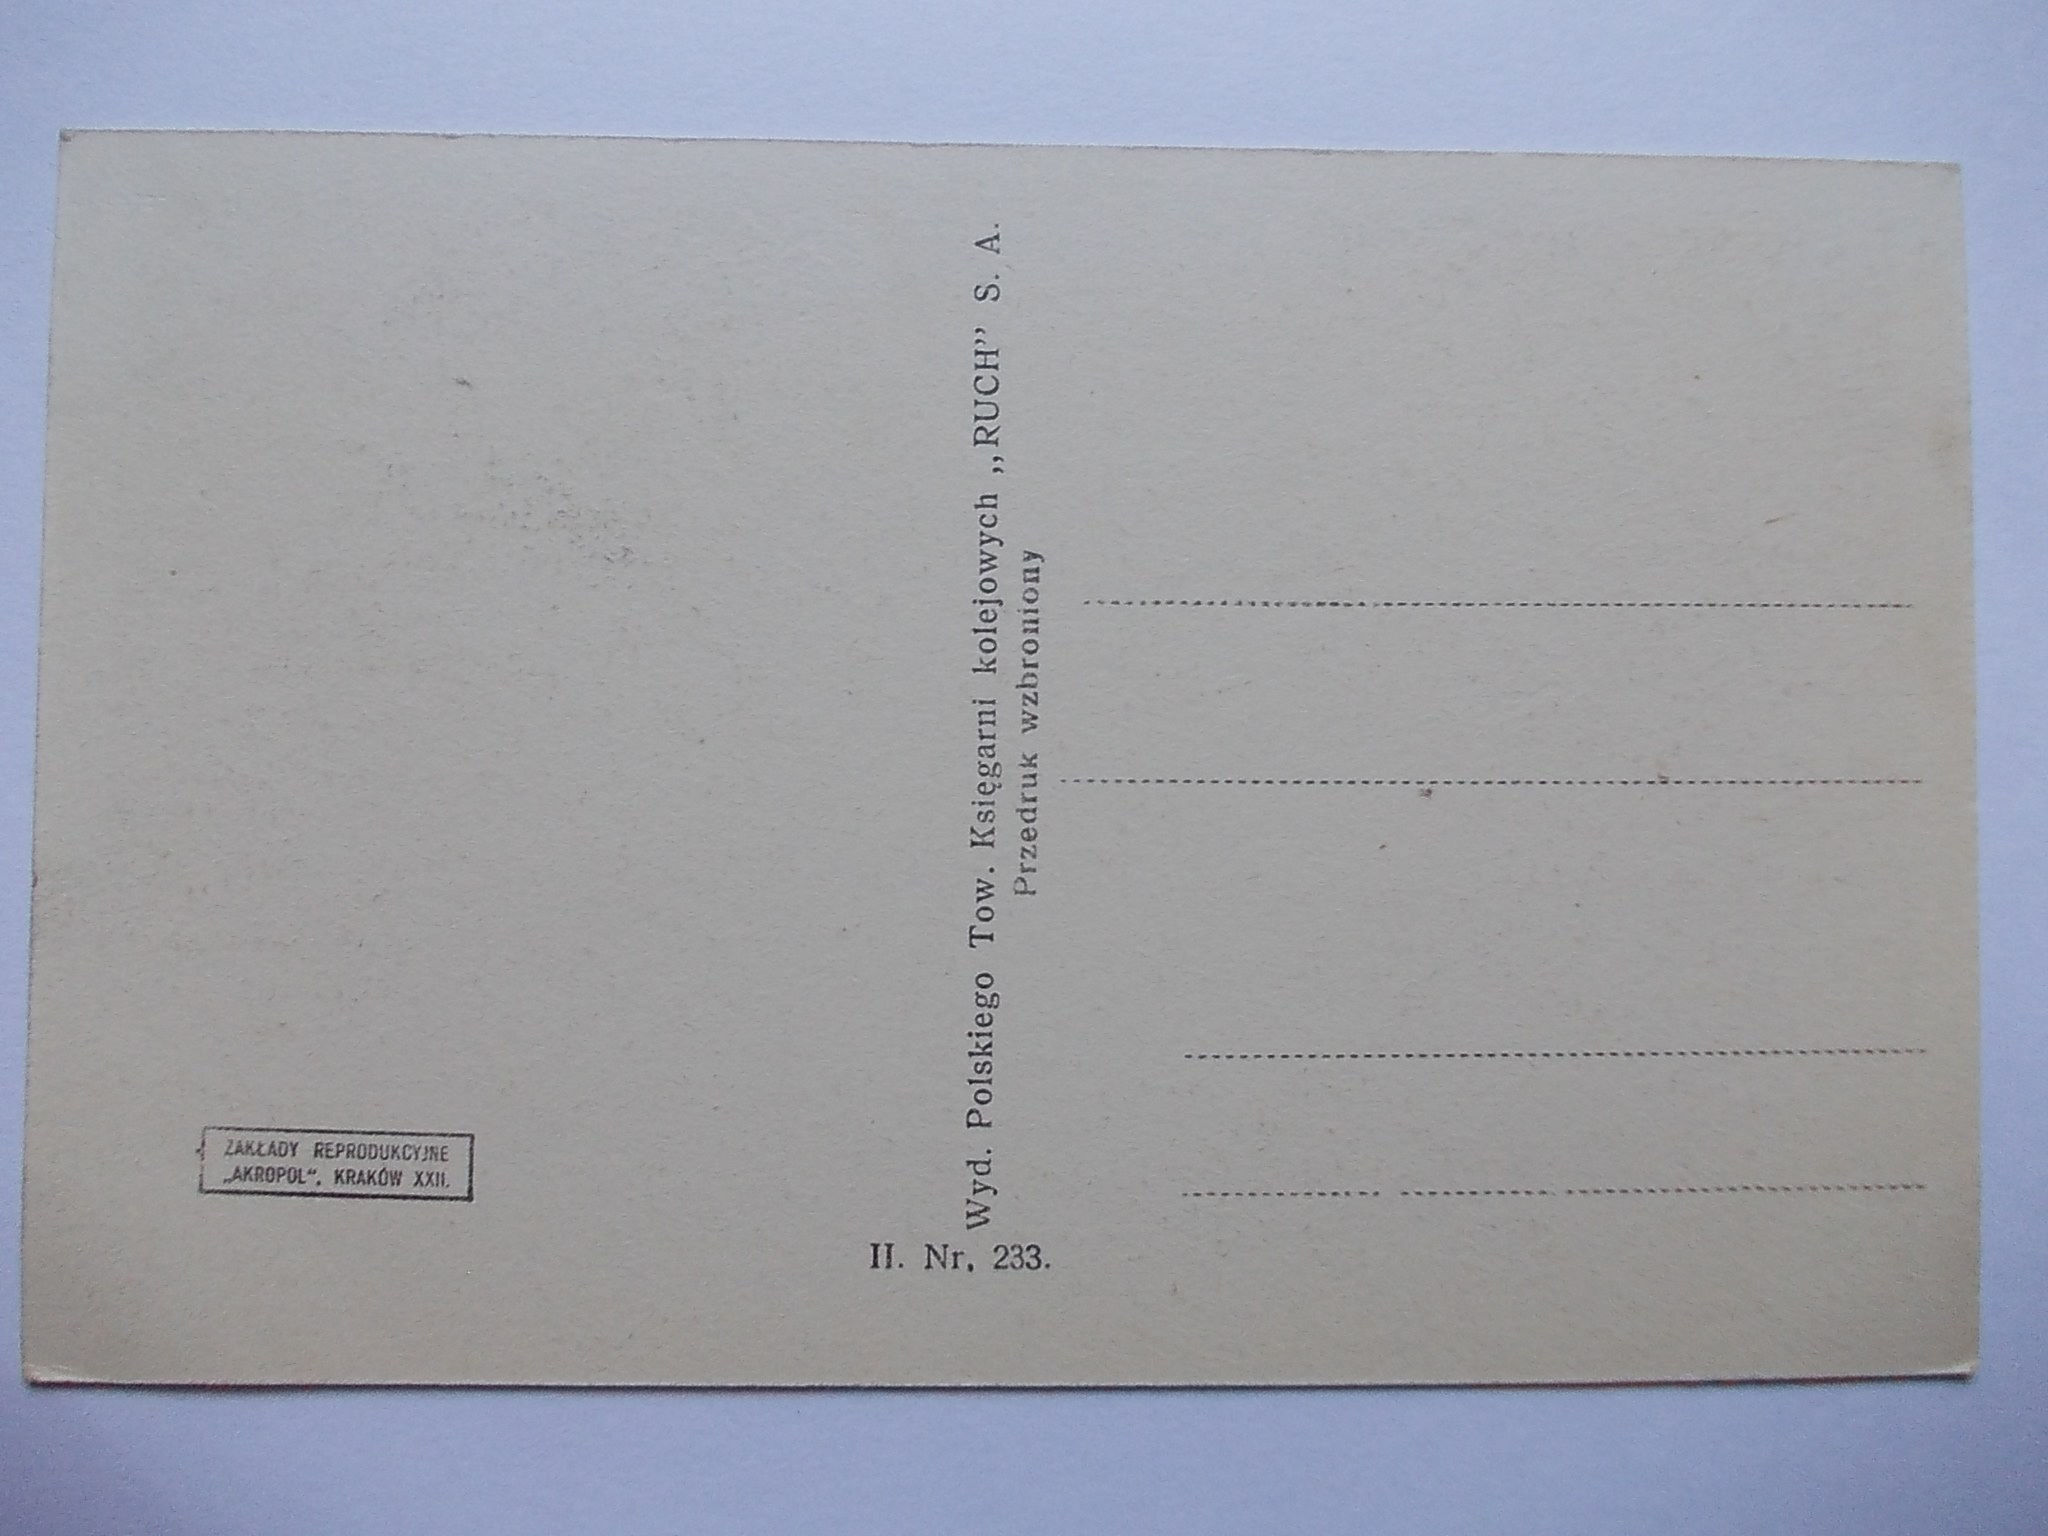 Wyd. Polskiego Tow. Księgarni kolejowych „RUCH” S. A.
Przedruk wzbroniony
ZAKŁADY REPRODUKCYJNE
„AKROPOL“. KRAKÓW XXII.
II. Nr. 233.